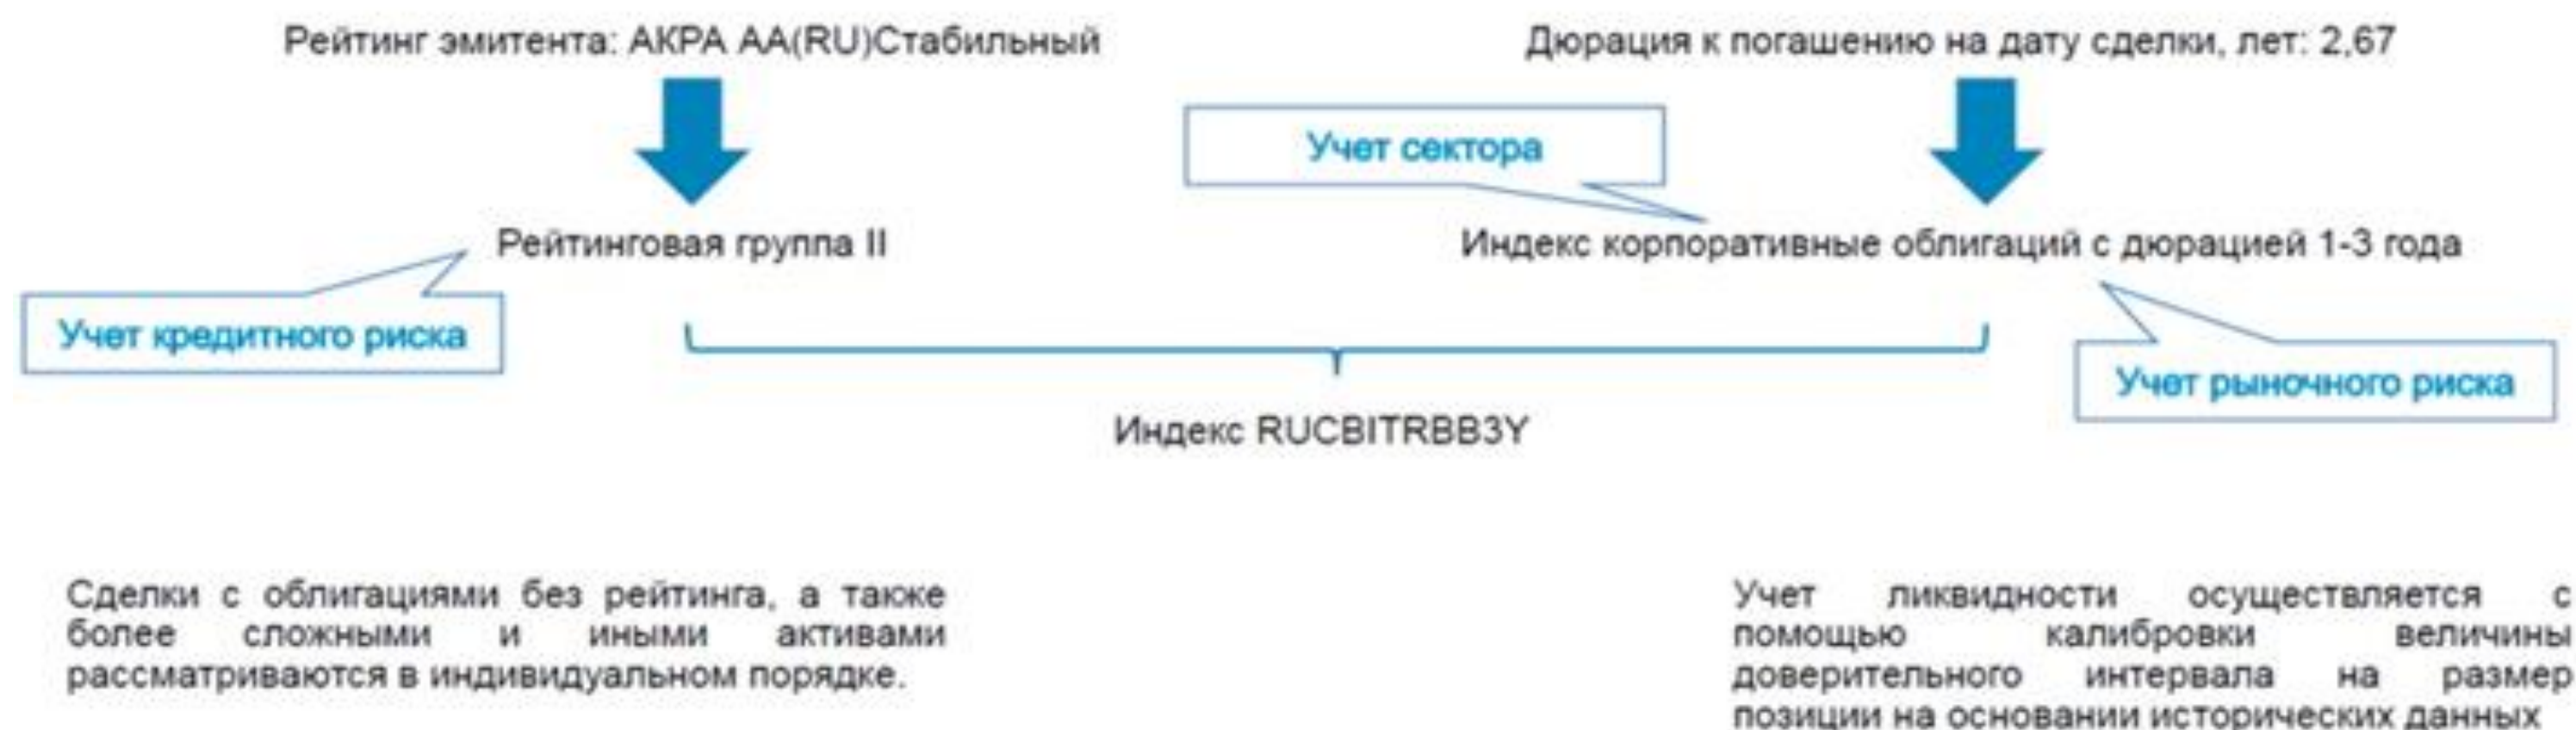 Рейтинг эмитента: АКРА АА(RU)Стабильный
Дюрация к погашению на дату сделки, лет: 2,67
Учет сектора
Рейтинговая группа II
Индекс корпоративные облигаций с дюрацией 1-3 года
Учет кредитного риска
Учет рыночного риска
Индекс RUCBITRBB3Y
Сделки с облигациями без рейтинга, а также
более сложными и иными активами
рассматриваются в индивидуальном порядке.
Учет ликвидности осуществляется с
помощью калибровки величины
доверительного интервала на размер
позиции на основании исторических данных